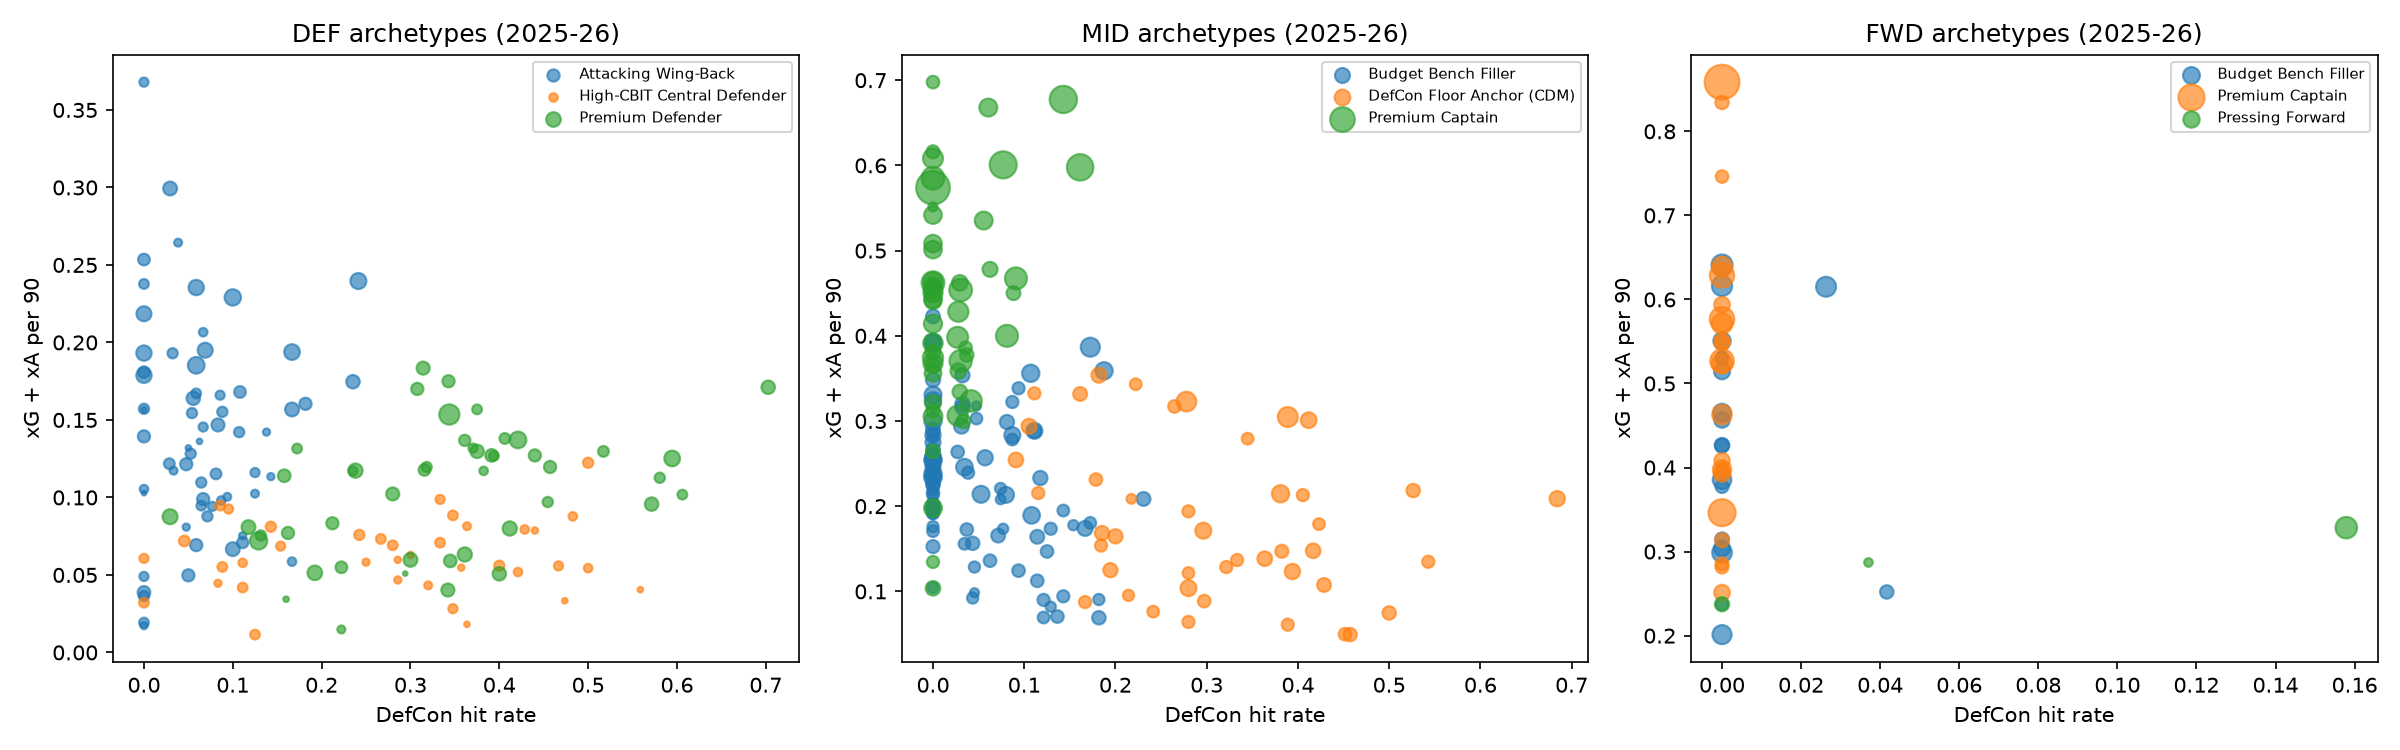 DEF archetypes (2025-26)
Attacking Wing-Back
High-CBIT Central Defender
Premium Defender
0.35
0.30
0.25
0.20
0.15
0.10
0.05
0.00
xG + xA per 90
0.0 0.1 0.2 0.3 0.4 0.5 0.6 0.7
DefCon hit rate
MID archetypes (2025-26)
Budget Bench Filler
DefCon Floor Anchor (CDM)
Premium Captain
0.7
0.6
0.5
0.4
0.3
0.2
0.1
xG + xA per 90
0.0 0.1 0.2 0.3 0.4 0.5 0.6 0.7
DefCon hit rate
FWD archetypes (2025-26)
Budget Bench Filler
Premium Captain
Pressing Forward
0.8
0.7
0.6
0.5
0.4
0.3
0.2
xG + xA per 90
0.00 0.02 0.04 0.06 0.08 0.10 0.12 0.14 0.16
DefCon hit rate